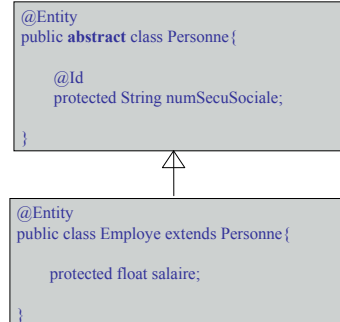 @Entity
public abstract class Personne{
@Id
protected String numSecuSociale;
}
@Entity
public class Employe extends Personne{
protected float salaire;
}